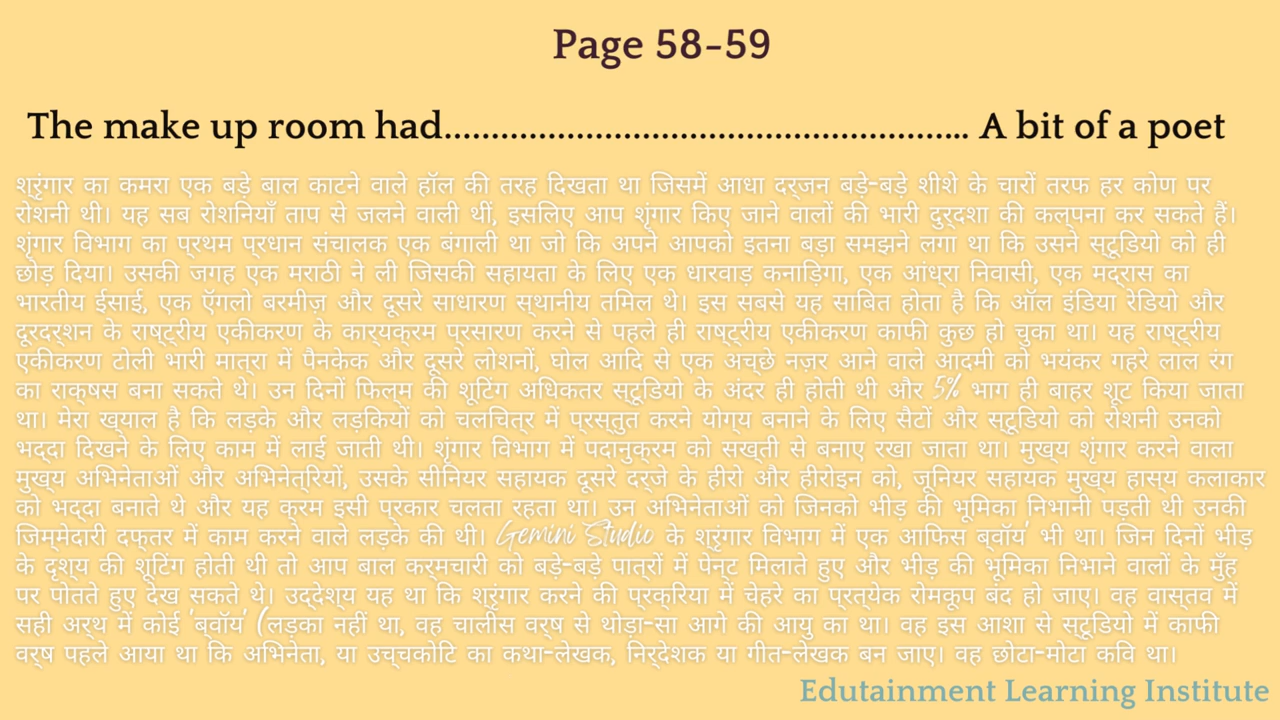 Page 58-59
The make up room had............................................................ A bit of a poet
श्रृंगार का कमरा एक बड़े बाल काटने वाले हॉल की तरह दिखता था जिसमें आधा दर्जन बड़े-बड़े शीशे के चारों तरफ हर कोण पर
रोशनी थी। यह सब रोशनियाँ ताप से जलने वाली थीं, इसलिए आप शृंगार किए जाने वालों की भारी दुर्दशा की कल्पना कर सकते हैं।
शृंगार विभाग का प्रथम प्रधान संचालक एक बंगाली था जो कि अपने आपको इतना बड़ा समझने लगा था कि उसने स्टूडियो को ही
छोड़ दिया। उसकी जगह एक मराठी ने ली जिसकी सहायता के लिए एक धारवाड़ कनाड़िगा, एक आंध्रा निवासी, एक मद्रास का
भारतीय ईसाई, एक ऍगलो बरमीज़ और दूसरे साधारण स्थानीय तमिल थे। इस सबसे यह साबित होता है कि ऑल इंडिया रेडियो और
दूरदर्शन के राष्ट्रीय एकीकरण के कार्यक्रम प्रसारण करने से पहले ही राष्ट्रीय एकीकरण काफी कुछ हो चुका था। यह राष्ट्रीय
एकीकरण टोली भारी मात्रा में पैनकेक और दूसरे लोशनों, घोल आदि से एक अच्छे नज़र आने वाले आदमी को भयंकर गहरे लाल रंग
का राक्षस बना सकते थे। उन दिनों फिल्म की शूटिंग अधिकतर स्टूडियो के अंदर ही होती थी और 5% भाग ही बाहर शूट किया जाता
था। मेरा ख्याल है कि लड़के और लड़कियों को चलचित्र में प्रस्तुत करने योग्य बनाने के लिए सैटों और स्टूडियो को रोशनी उनको
भद्दा दिखने के लिए काम में लाई जाती थी। शृंगार विभाग में पदानुक्रम को सख्ती से बनाए रखा जाता था। मुख्य शृंगार करने वाला
मुख्य अभिनेताओं और अभिनेत्रियों, उसके सीनियर सहायक दूसरे दर्जे के हीरो और हीरोइन को, जूनियर सहायक मुख्य हास्य कलाकार
को भद्दा बनाते थे और यह क्रम इसी प्रकार चलता रहता था। उन अभिनेताओं को जिनको भीड़ की भूमिका निभानी पड़ती थी उनकी
जिम्मेदारी दफ्तर में काम करने वाले लड़के की थी। Gemini Studio के श्रृंगार विभाग में एक आफिस ब्वॉय' भी था। जिन दिनों भीड़
के दृश्य की शूटिंग होती थी तो आप बाल कर्मचारी को बड़े-बड़े पात्रों में पेन्ट मिलाते हुए और भीड़ की भूमिका निभाने वालों के मुँह
पर पोतते हुए देख सकते थे। उद्देश्य यह था कि श्रृंगार करने की प्रक्रिया में चेहरे का प्रत्येक रोमकूप बंद हो जाए। वह वास्तव में
सही अर्थ में कोई 'ब्वॉय' (लड़का नहीं था, वह चालीस वर्ष से थोड़ा-सा आगे की आयु का था। वह इस आशा से स्टूडियो में काफी
वर्ष पहले आया था कि अभिनेता, या उच्चकोटि का कथा-लेखक, निर्देशक या गीत-लेखक बन जाए। वह छोटा-मोटा कवि था।
Edutainment Learning Institute